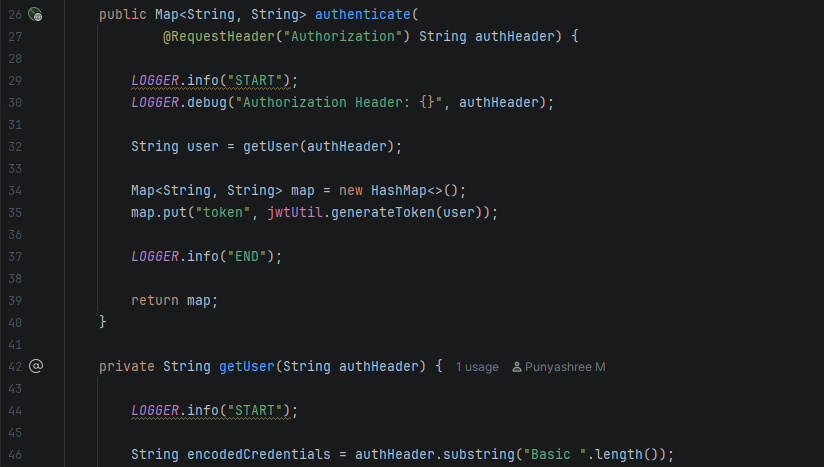 26 public Map<String, String> authenticate(
27 @RequestHeader("Authorization") String authHeader) {
28
29 LOGGER.info("START");
30 LOGGER.debug("Authorization Header: {}", authHeader);
31
32 String user = getUser(authHeader);
33
34 Map<String, String> map = new HashMap<>();
35 map.put("token", jwtUtil.generateToken(user));
36
37 LOGGER.info("END");
38
39 return map;
40 }
41
42 @ private String getUser(String authHeader) { 1 usage Punyashree M
43
44 LOGGER.info("START");
45
46 String encodedCredentials = authHeader.substring("Basic ".length());